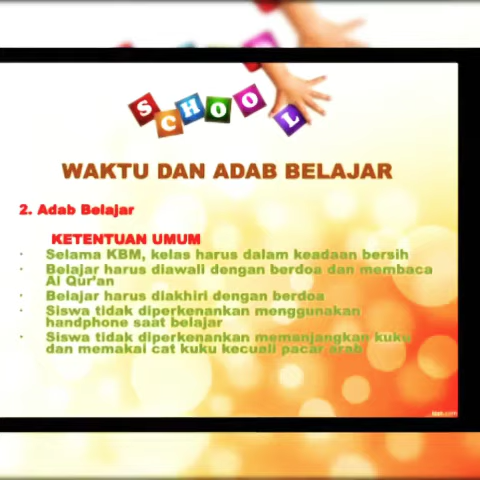 SCHOOL
WAKTU DAN ADAB BELAJAR
2. Adab Belajar
KETENTUAN UMUM
· Selama KBM, kelas harus dalam keadaan bersih
· Belajar harus diawali dengan berdoa dan membaca
Al Qur'an
· Belajar harus diakhiri dengan berdoa
· Siswa tidak diperkenankan menggunakan
handphone saat belajar
· Siswa tidak diperkenankan memanjangkan kuku
dan memakai cat kuku kecuali pacar arab